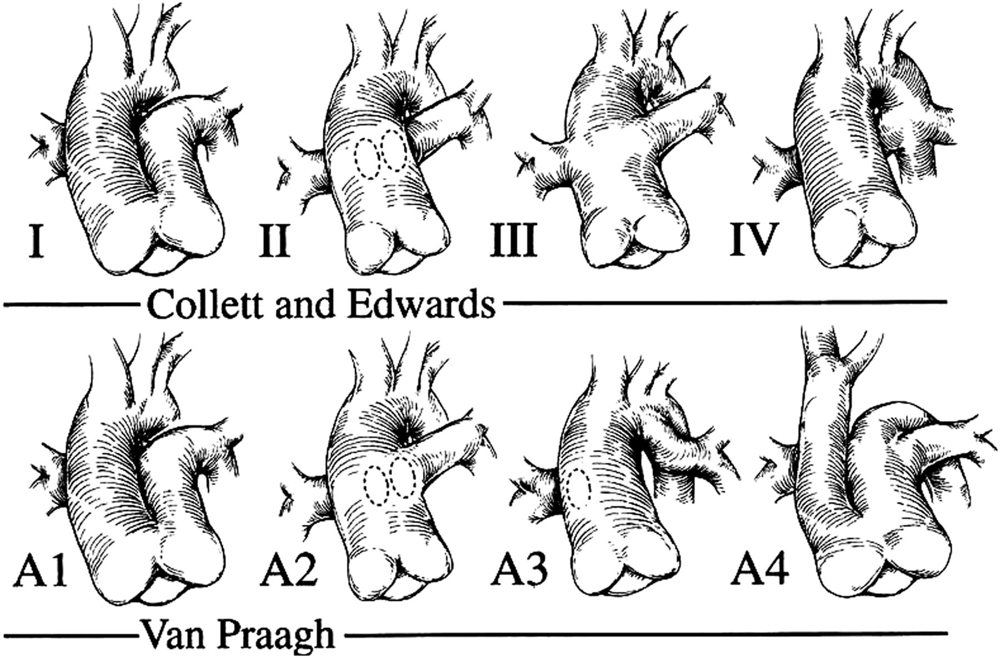 I II III IV
Collett and Edwards
A1 A2 A3 A4
Van Praagh